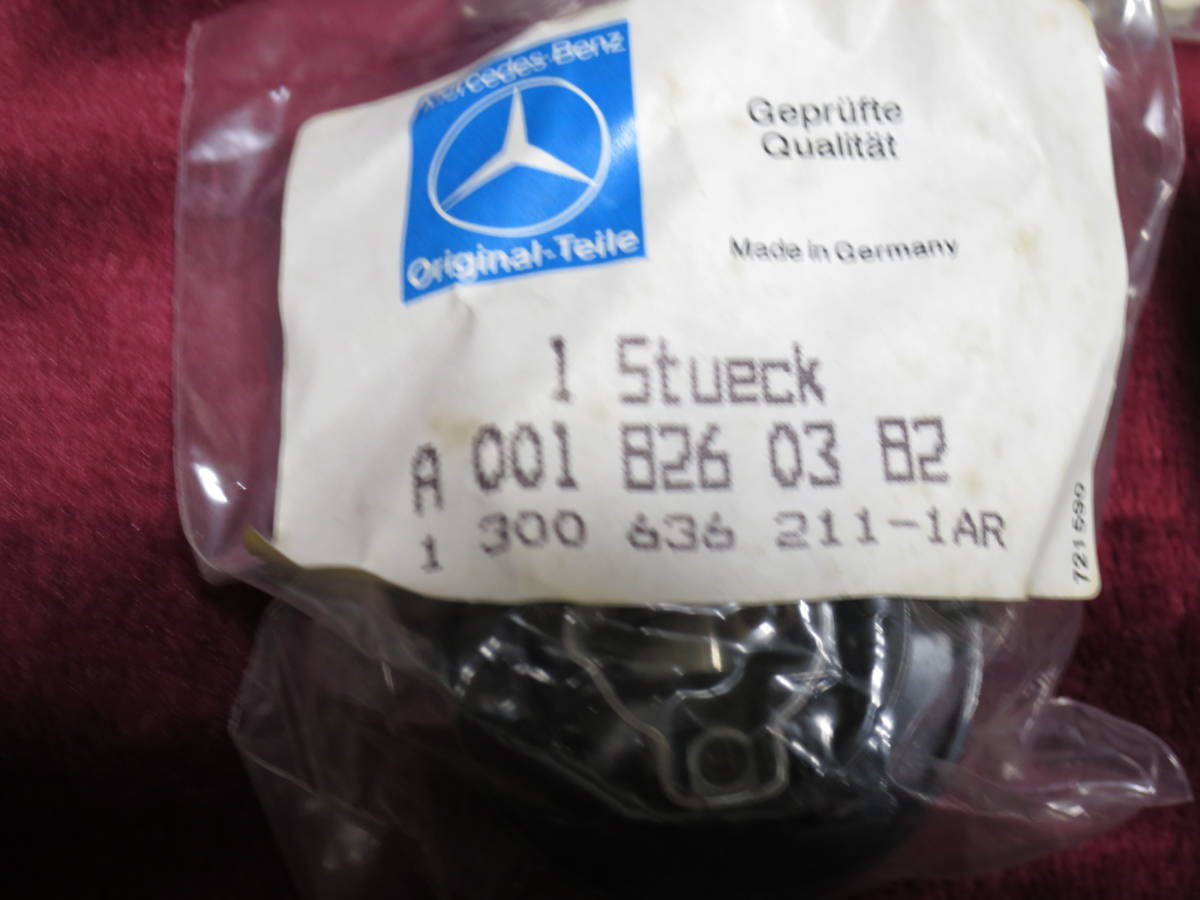 Mercedes-Benz
Original-Teile
Geprüfte
Qualität
Made in Germany
1 Stueck
A 001 826 03 82
1 300 636 211-1AR
721 590